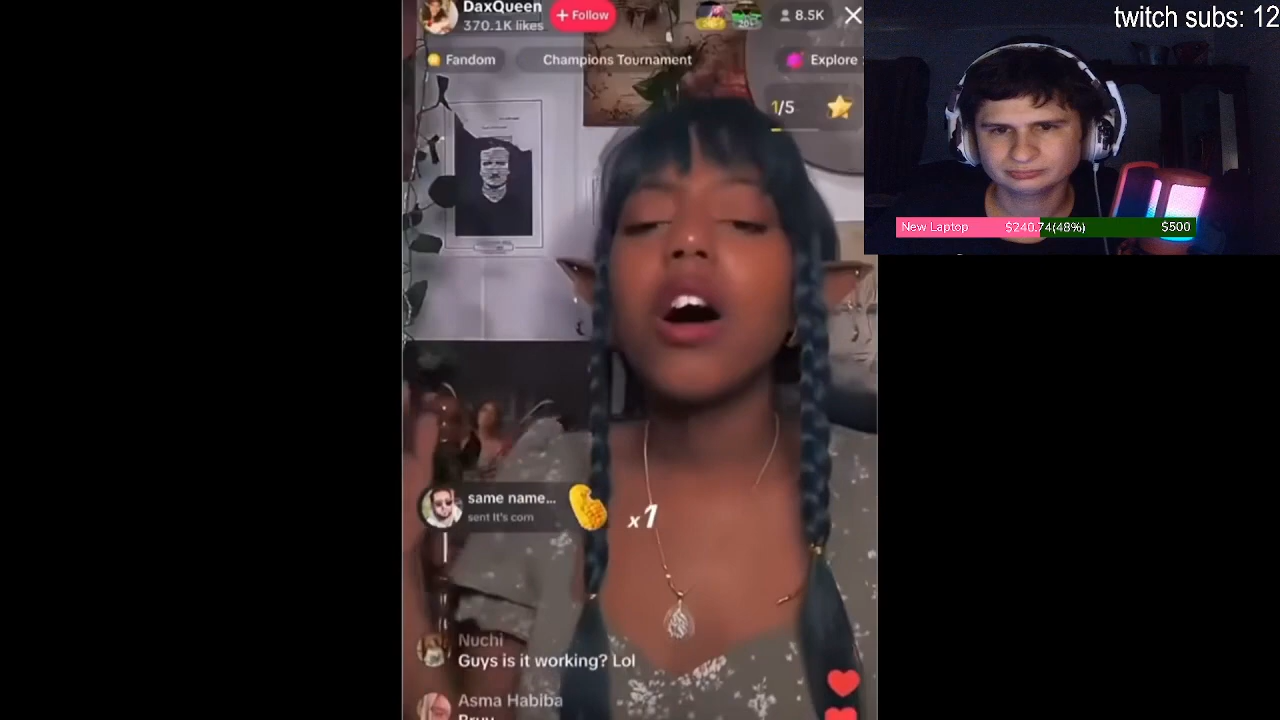 DaxQueen
370.1K likes
+ Follow
8.5K
twitch subs: 12
Fandom
Champions Tournament
Explore
1/5
New Laptop $240.74(48%) $500
same name...
sent It's corn
x1
Nuchi
Guys is it working? Lol
Asma Habiba
Bruu